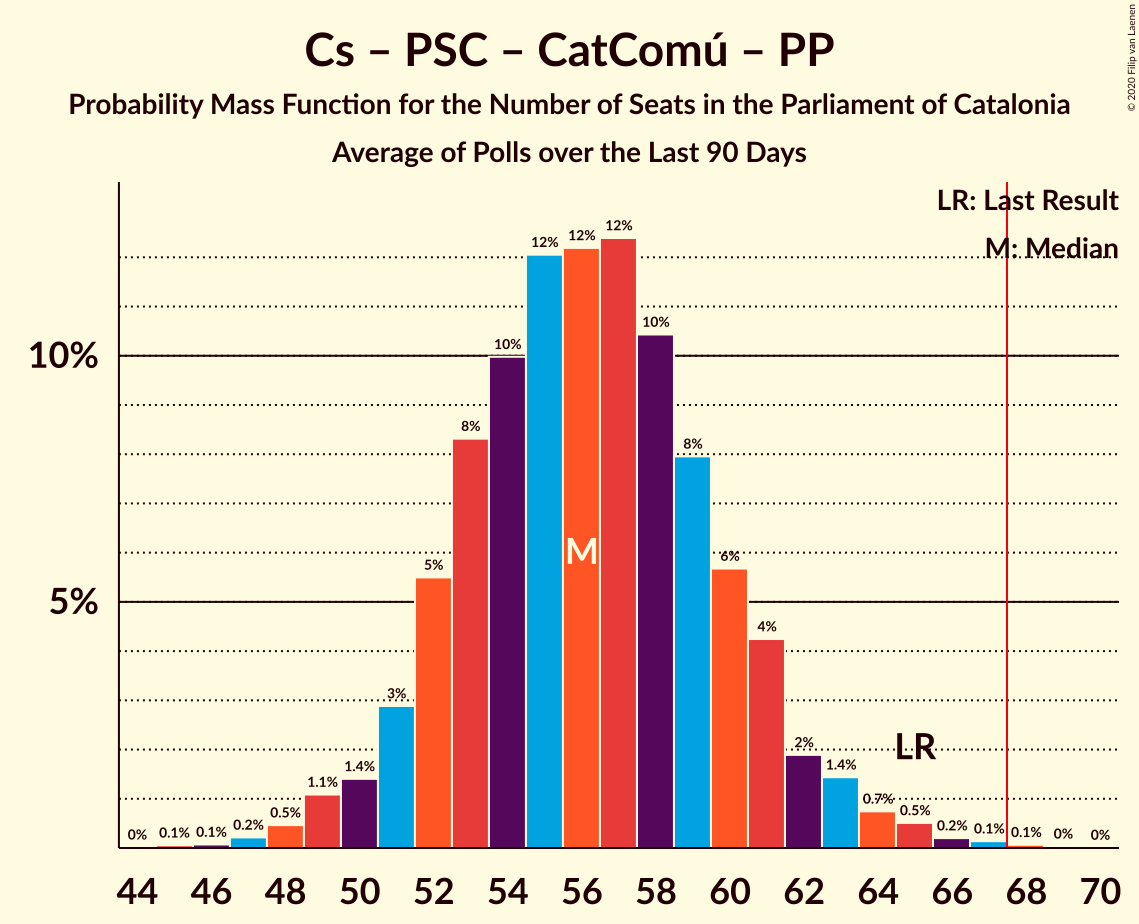 Cs – PSC – CatComú – PP
Probability Mass Function for the Number of Seats in the Parliament of Catalonia
Average of Polls over the Last 90 Days
© 2020 Filip van Laenen
LR: Last Result
M: Median
10%
5%
0% 0.1% 0.1% 0.2% 0.5% 1.1% 1.4% 3% 5% 8% 10% 12% 12% 12% 10% 8% 6% 4% 2% 1.4% 0.7% 0.5% 0.2% 0.1% 0.1% 0% 0%
M
LR
44 46 48 50 52 54 56 58 60 62 64 66 68 70